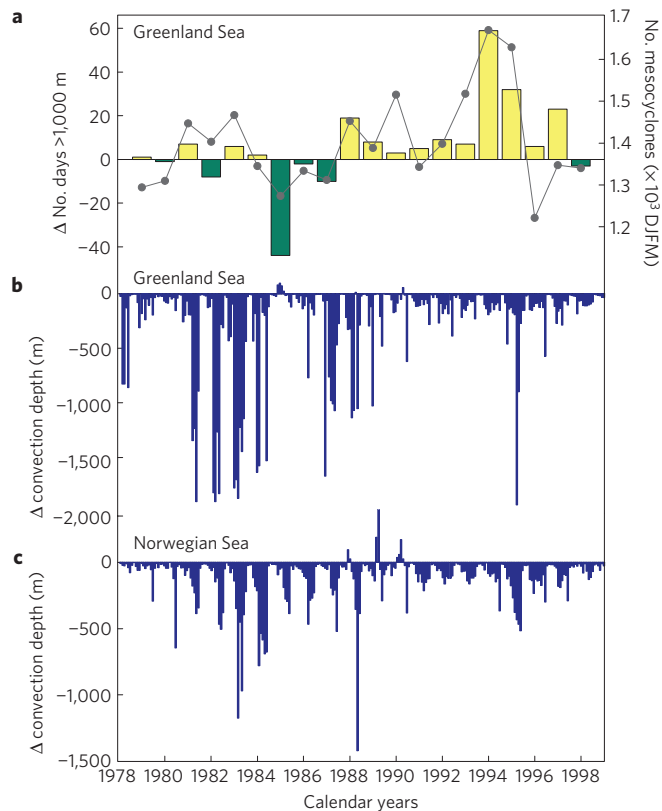 a
Greenland Sea
60
40
20
0
−20
−40
Δ No. days >1,000 m
1.7
1.6
1.5
1.4
1.3
1.2
No. mesocyclones
(× 10³ DJFM)
b
Greenland Sea
0
−500
−1,000
−1,500
−2,000
Δ convection depth (m)
c
Norwegian Sea
0
−500
−1,000
−1,500
Δ convection depth (m)
1978 1980 1982 1984 1986 1988 1990 1992 1994 1996 1998
Calendar years